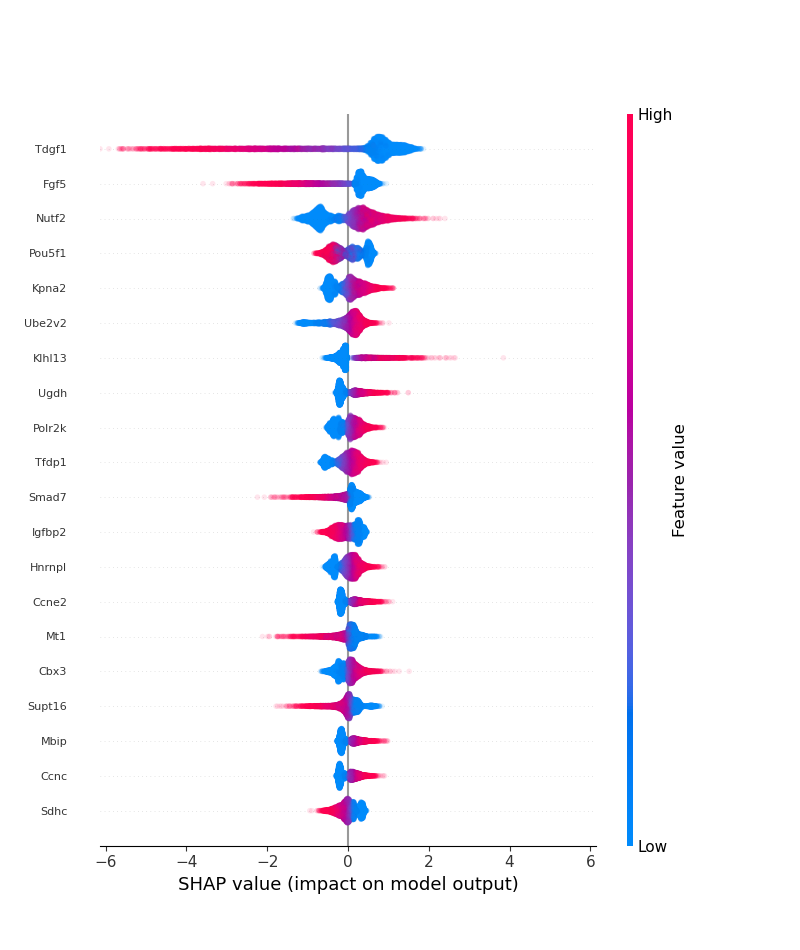 High
Tdgf1
Fgf5
Nutf2
Pou5f1
Kpna2
Ube2v2
Klhl13
Ugdh
Polr2k
Tfdp1
Smad7
Igfbp2
Hnrnpl
Ccne2
Mt1
Cbx3
Supt16
Mbip
Ccnc
Sdhc
Feature value
Low
−6 −4 −2 0 2 4 6
SHAP value (impact on model output)